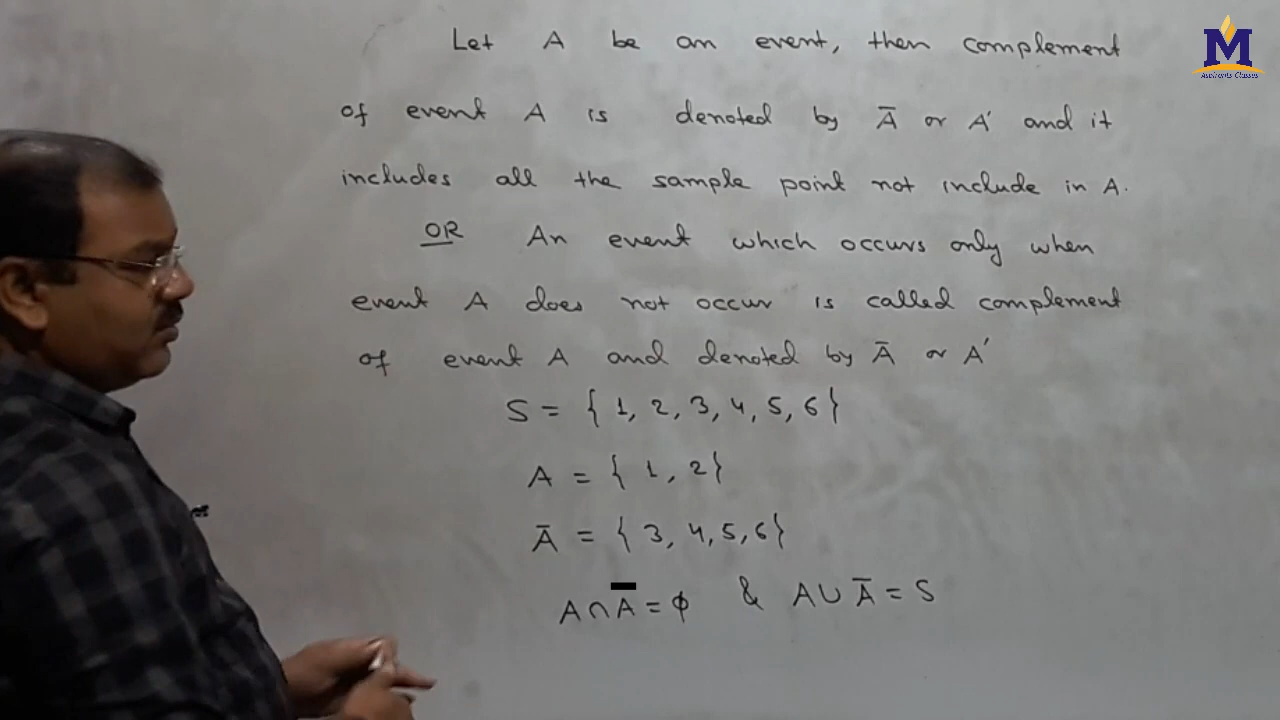 Let A be an event, then complement
of event A is denoted by Ā or A' and it
includes all the sample point not include in A.
OR An event which occurs only when
event A does not occur is called complement
of event A and denoted by Ā or A'
S = { 1, 2, 3, 4, 5, 6 }
A = { 1, 2 }
Ā = { 3, 4, 5, 6 }
A ∩ Ā = ϕ & A ∪ Ā = S
M
Aspirants Classes